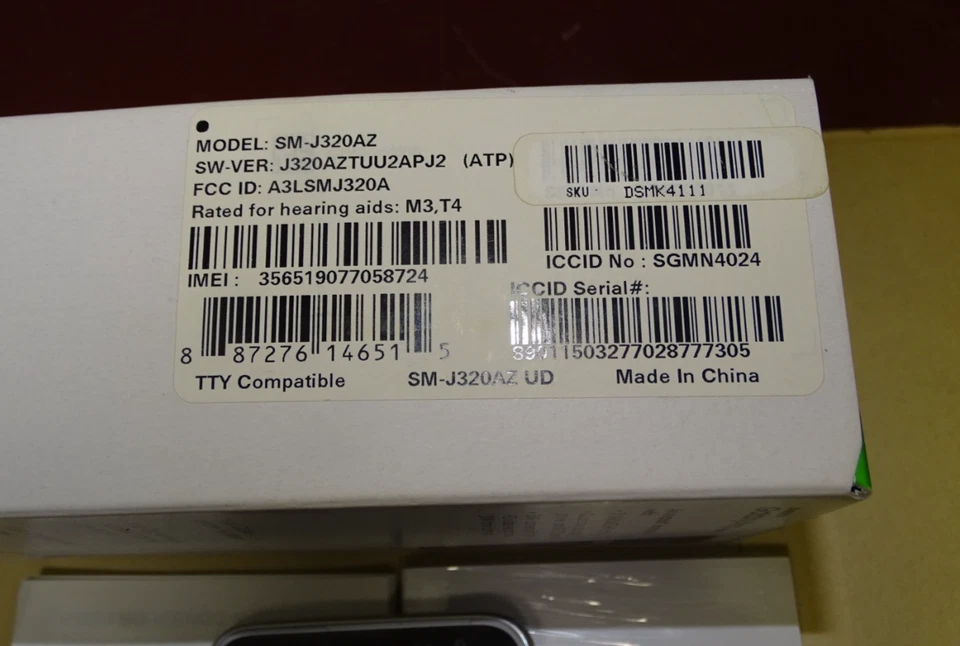 MODEL: SM-J320AZ
SW-VER: J320AZTUU2APJ2 (ATP)
FCC ID: A3LSMJ320A
Rated for hearing aids: M3,T4
IMEI: 356519077058724
8 87276 14651 5
TTY Compatible
SKU: DSMK4111
ICCID No : SGMN4024
ICCID Serial#:
89011503277028777305
SM-J320AZ UD
Made In China